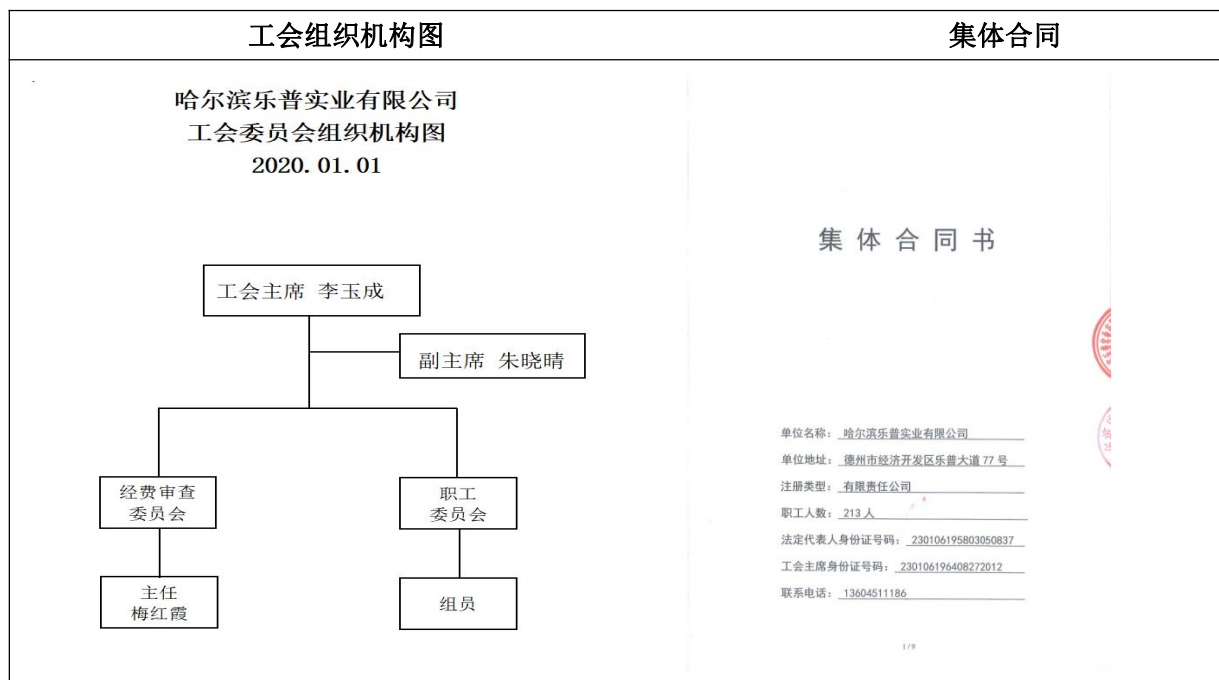 工会组织机构图
集体合同
哈尔滨乐普实业有限公司
工会委员会组织机构图
2020.01.01
工会主席 李玉成
副主席 朱晓晴
经费审查
委员会
职工
委员会
主任
梅红霞
组员
集体合同书
单位名称：哈尔滨乐普实业有限公司
单位地址：德州市经济开发区乐普大道 77 号
注册类型：有限责任公司
职工人数：213 人
法定代表人身份证号码：230106195803050837
工会主席身份证号码：230106196408272012
联系电话：13604511186
1 / 9